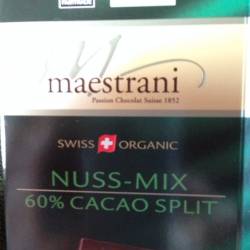 maestrani
Passion Chocolat Suisse 1852
SWISS ORGANIC
NUSS-MIX
60% CACAO SPLIT